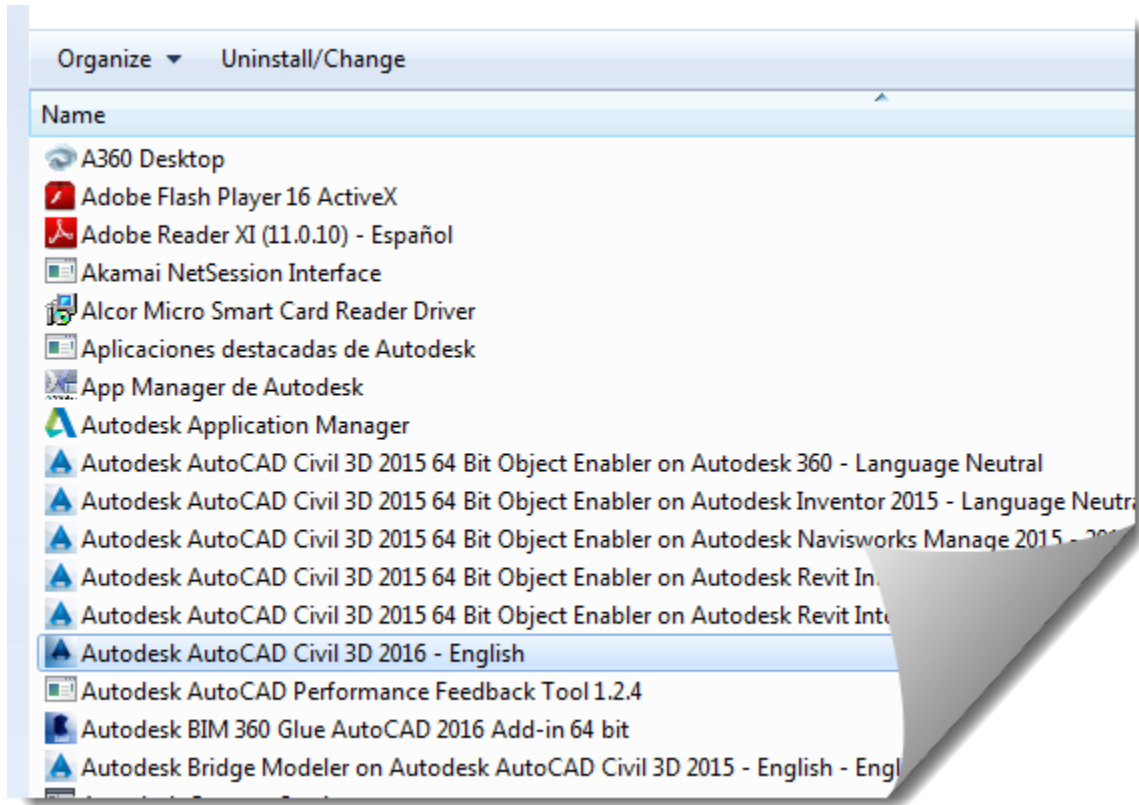 Organize Uninstall/Change
Name
A360 Desktop
Adobe Flash Player 16 ActiveX
Adobe Reader XI (11.0.10) - Español
Akamai NetSession Interface
Alcor Micro Smart Card Reader Driver
Aplicaciones destacadas de Autodesk
App Manager de Autodesk
Autodesk Application Manager
Autodesk AutoCAD Civil 3D 2015 64 Bit Object Enabler on Autodesk 360 - Language Neutral
Autodesk AutoCAD Civil 3D 2015 64 Bit Object Enabler on Autodesk Inventor 2015 - Language
Autodesk AutoCAD Civil 3D 2015 64 Bit Object Enabler on Autodesk Navisworks Manage 2015 -
Autodesk AutoCAD Civil 3D 2015 64 Bit Object Enabler on Autodesk Revit
Autodesk AutoCAD Civil 3D 2015 64 Bit Object Enabler on Autodesk Revit
Autodesk AutoCAD Civil 3D 2016 - English
Autodesk AutoCAD Performance Feedback Tool 1.2.4
Autodesk BIM 360 Glue AutoCAD 2016 Add-in 64 bit
Autodesk Bridge Modeler on Autodesk AutoCAD Civil 3D 2015 - English -